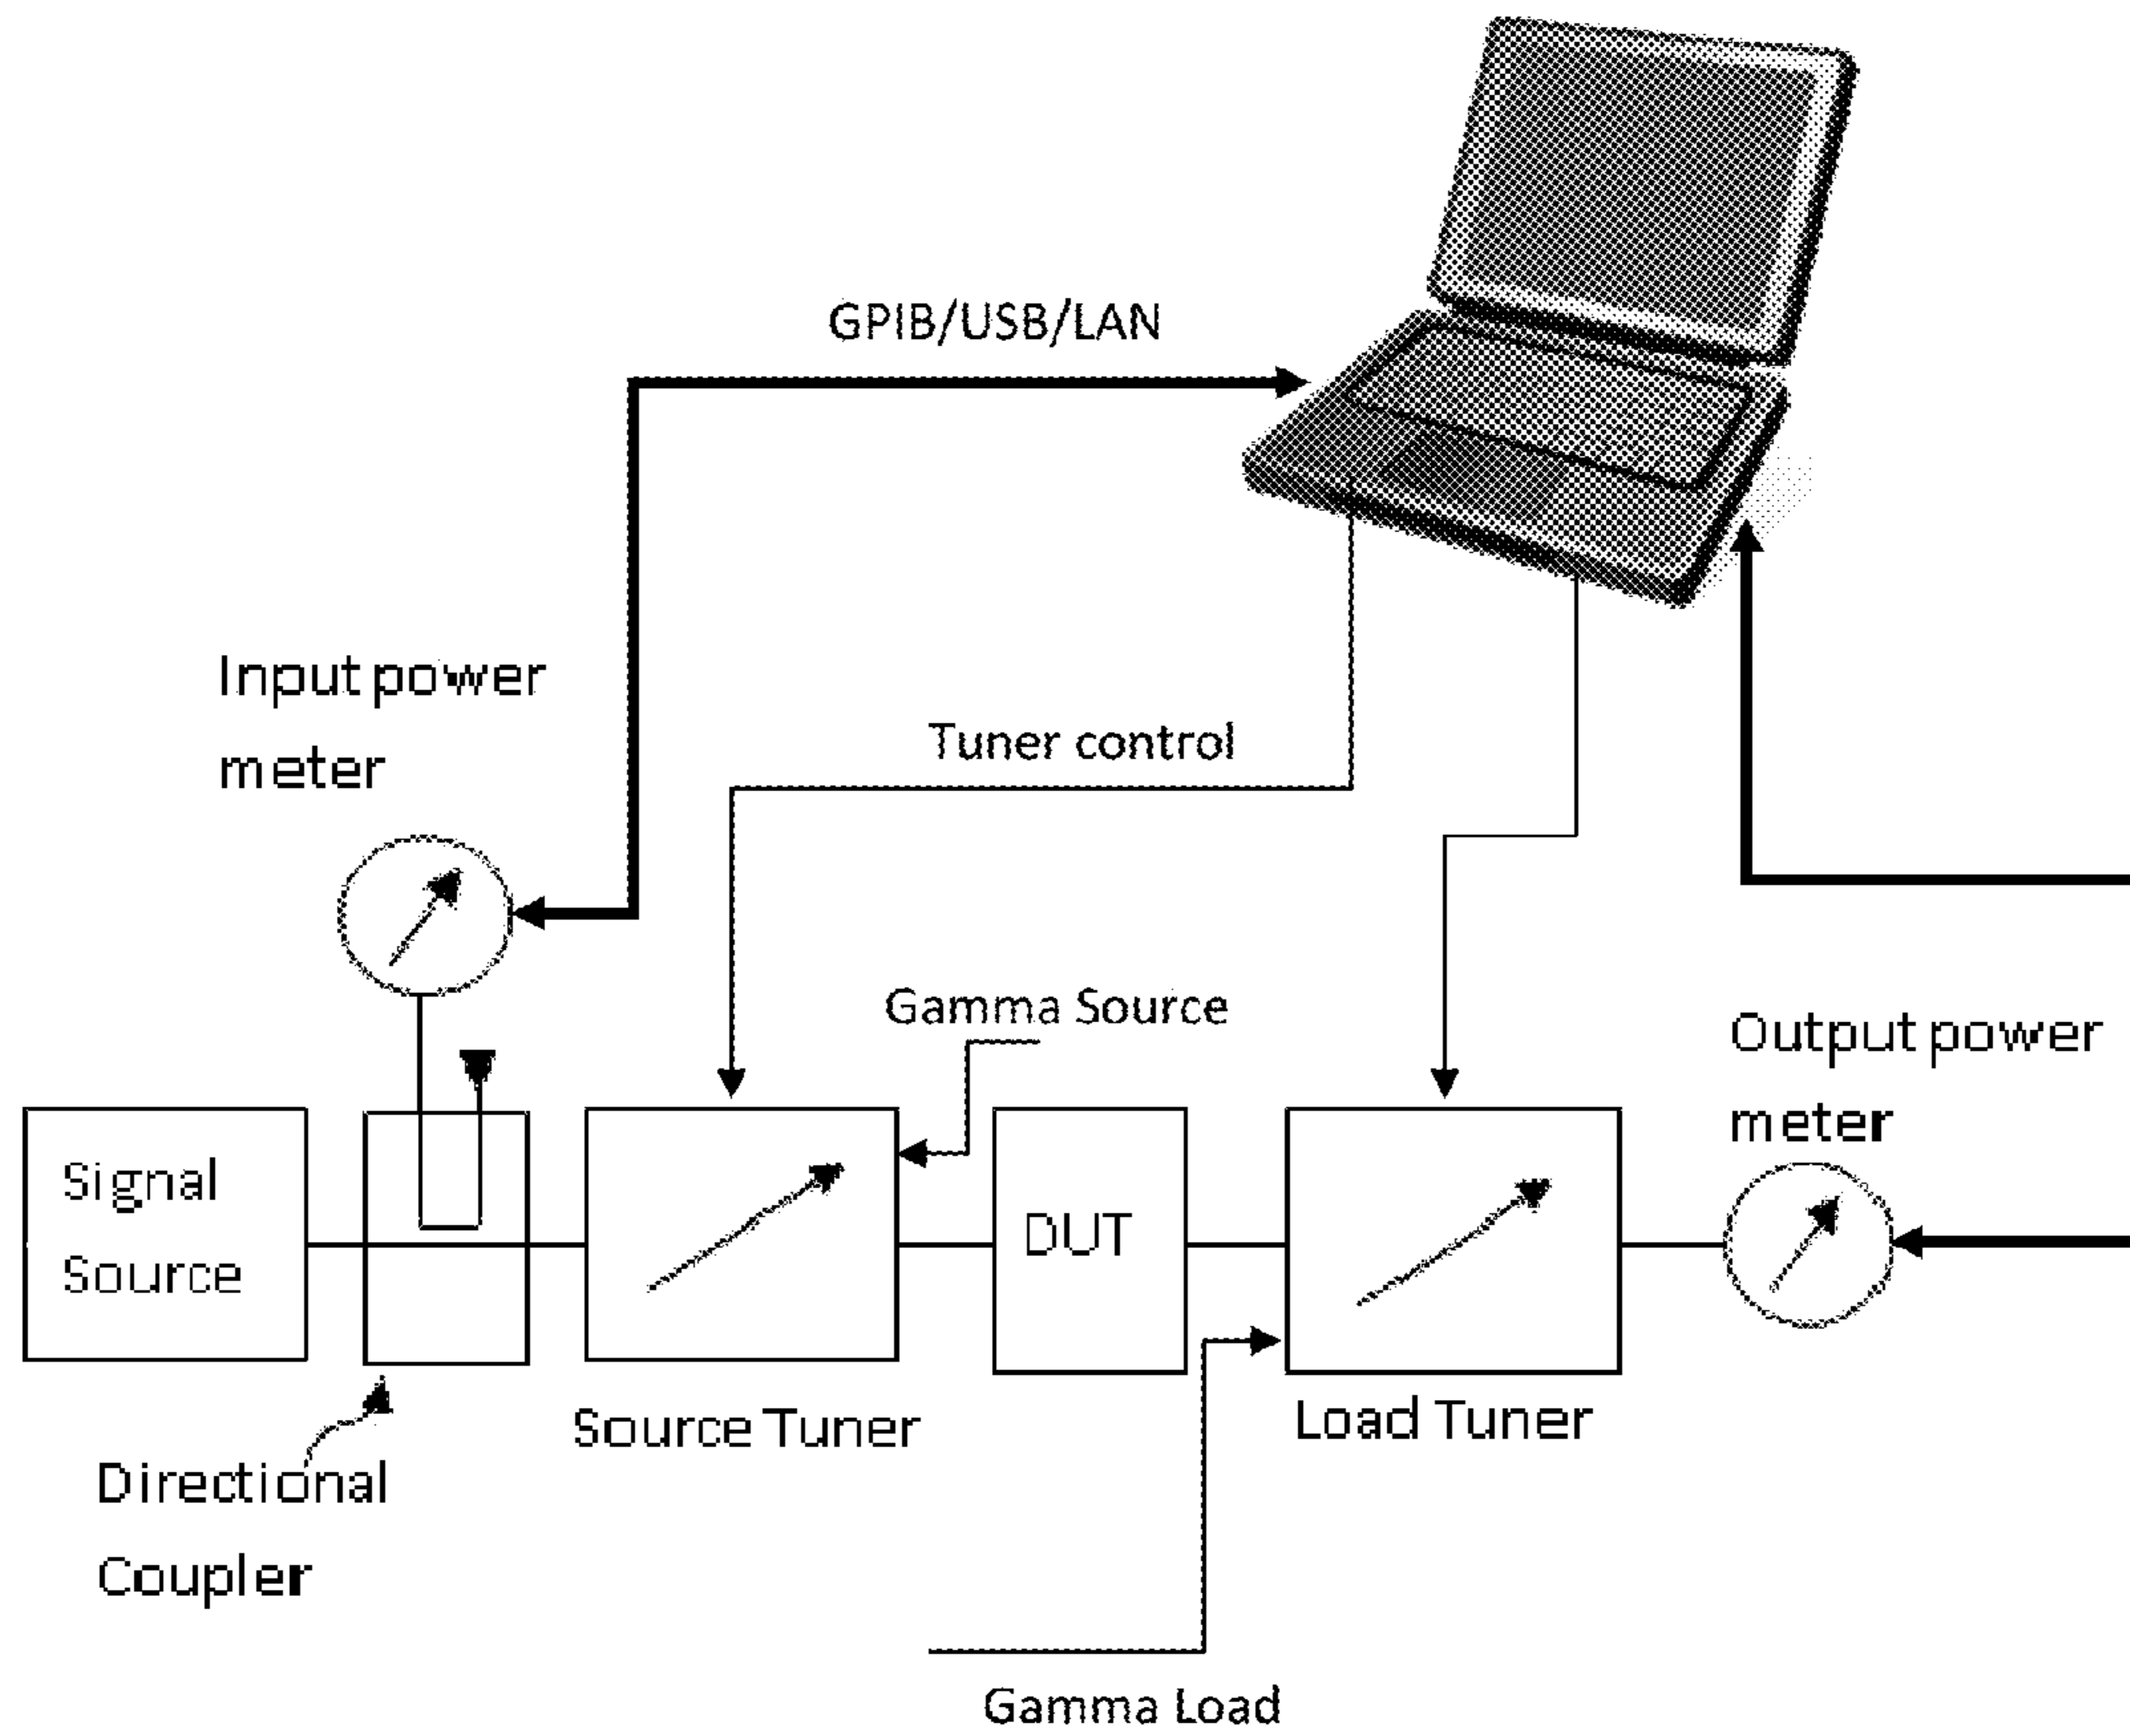 GPIB/USB/LAN
Input power
meter
Tuner control
Gamma Source
Output power
meter
Signal
Source
DUT
Source Tuner
Load Tuner
Directional
Coupler
Gamma Load